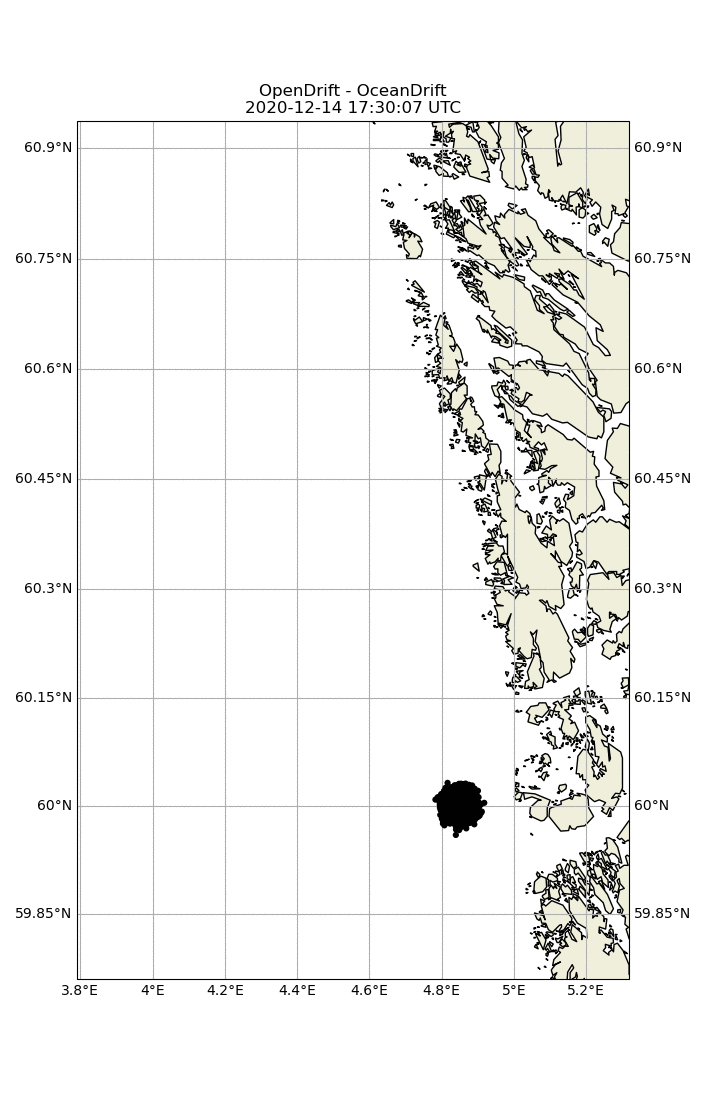 OpenDrift - OceanDrift
2020-12-14 17:30:07 UTC
60.9°N 60.9°N
60.75°N 60.75°N
60.6°N 60.6°N
60.45°N 60.45°N
60.3°N 60.3°N
60.15°N 60.15°N
60°N 60°N
59.85°N 59.85°N
3.8°E 4°E 4.2°E 4.4°E 4.6°E 4.8°E 5°E 5.2°E